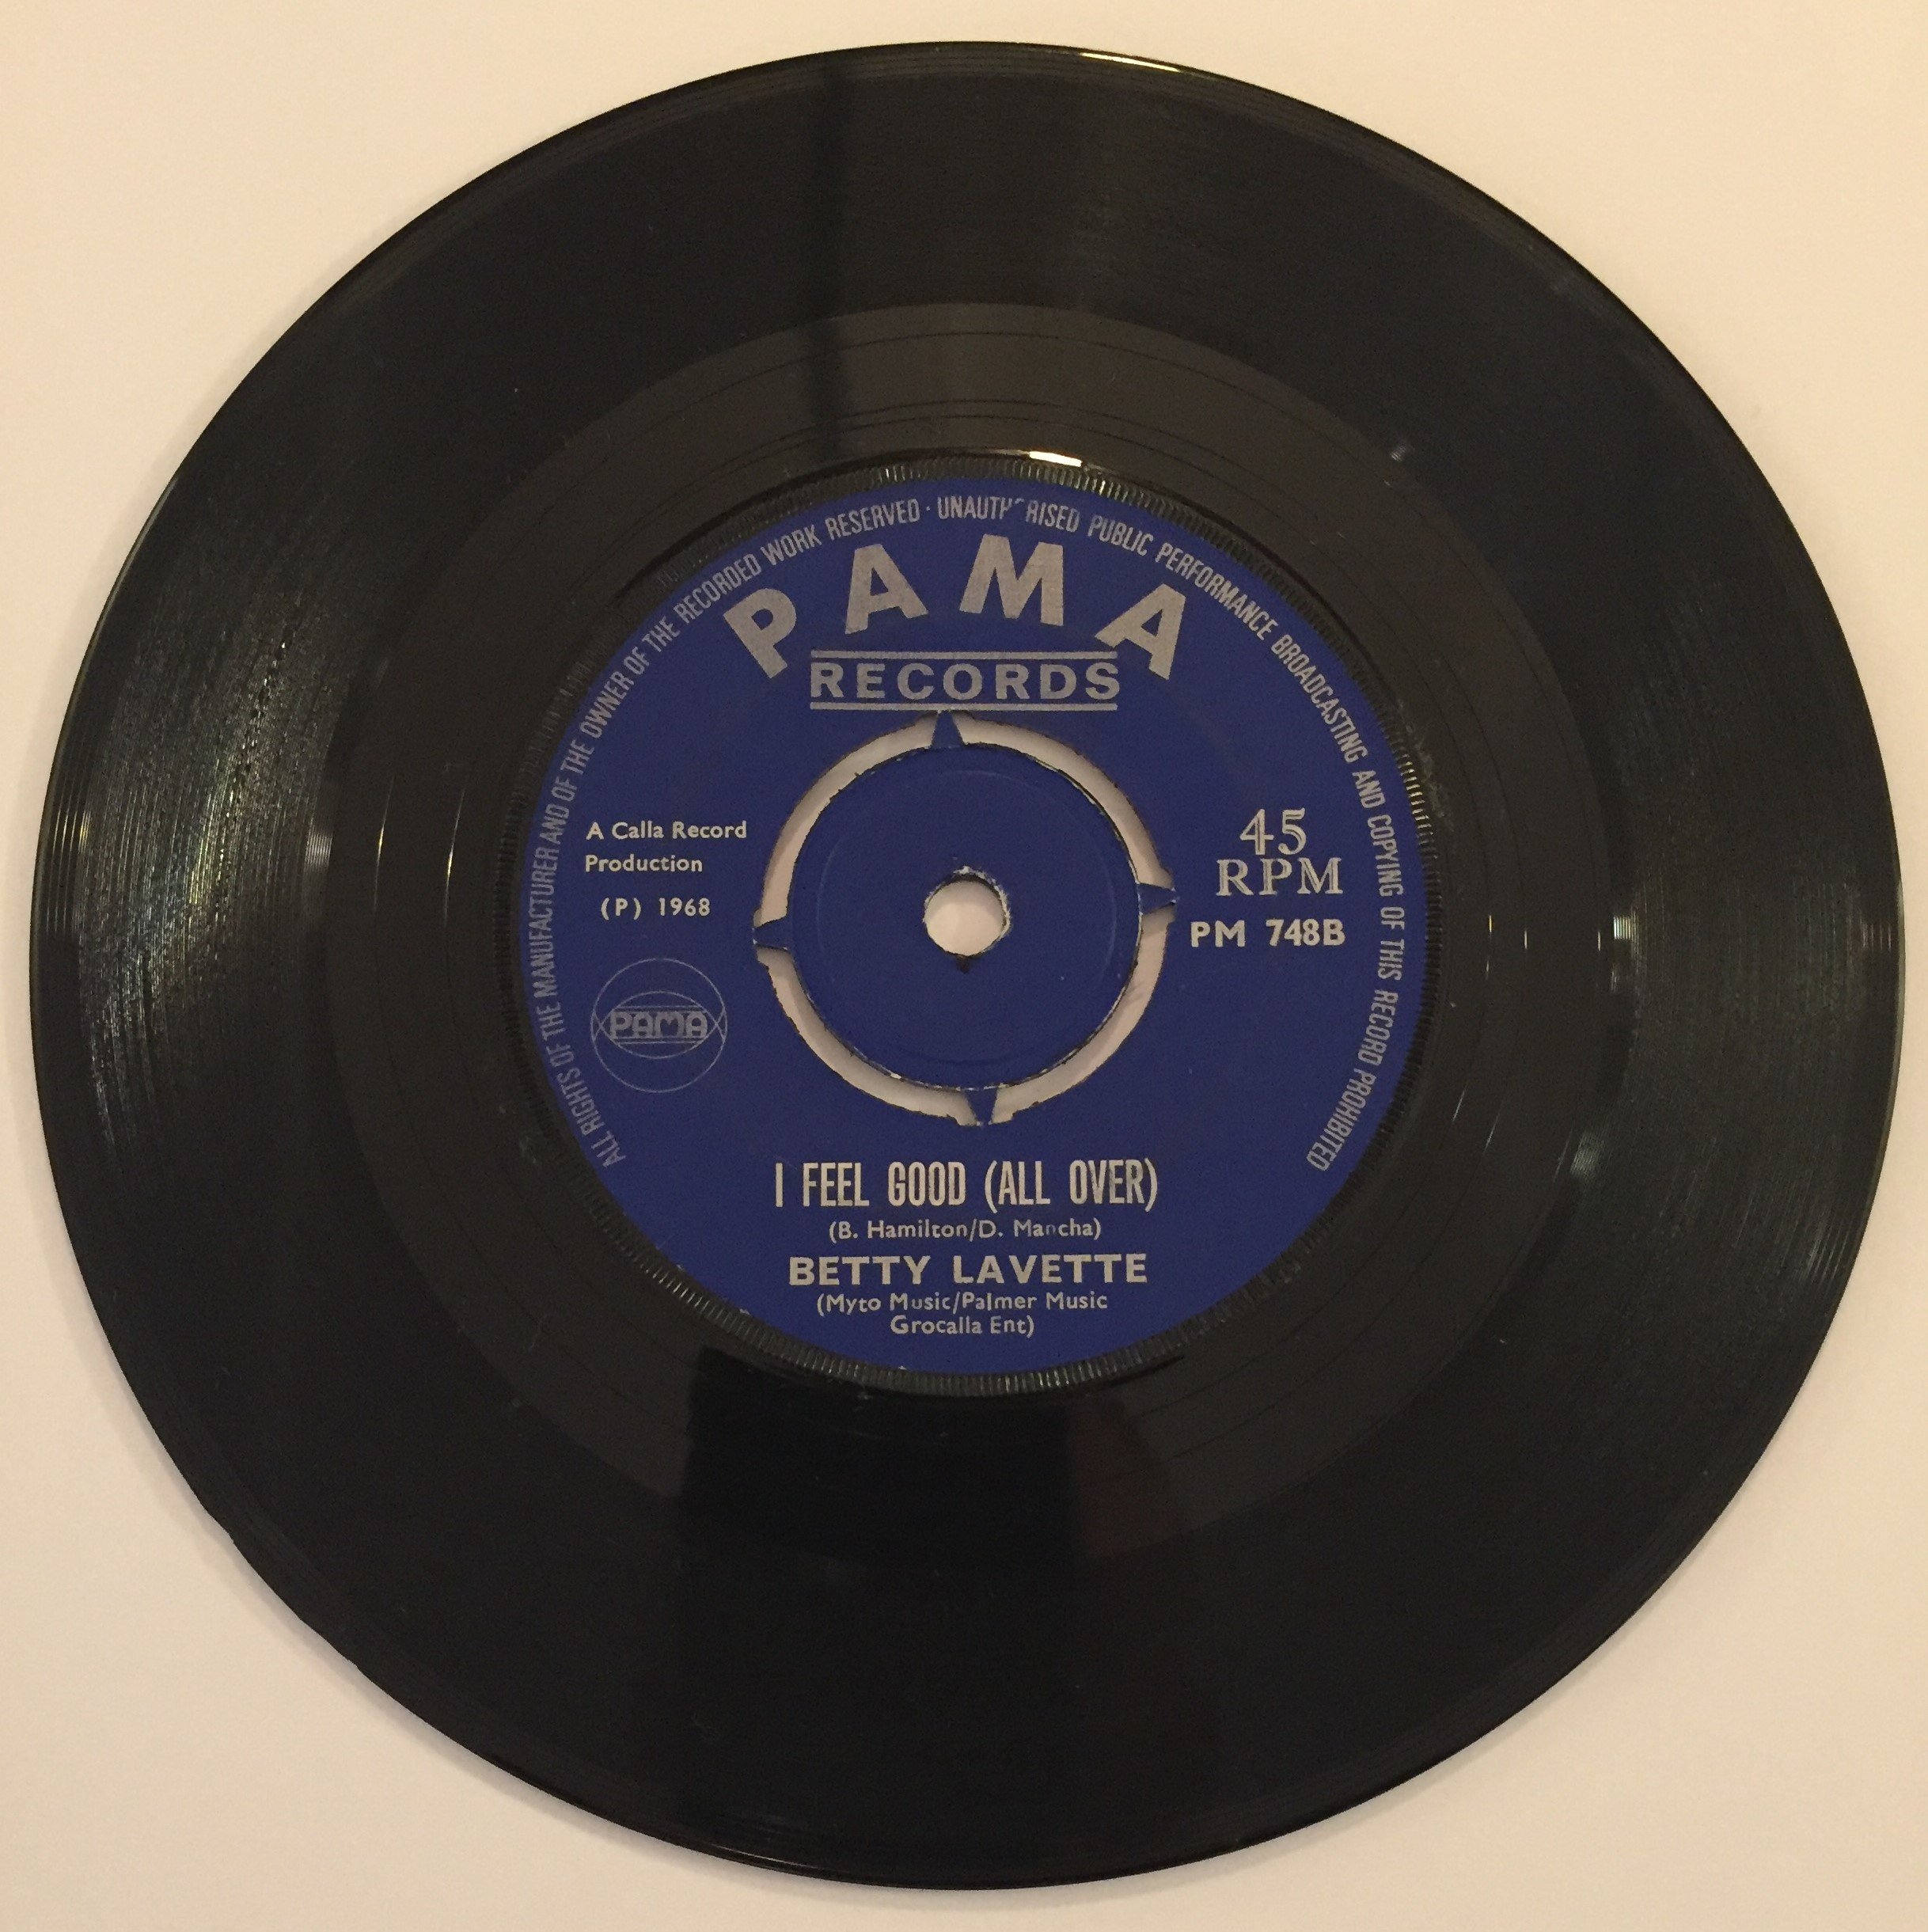 ALL RIGHTS OF THE MANUFACTURER AND OF THE OWNER OF THE RECORDED WORK RESERVED · UNAUTHORISED PUBLIC PERFORMANCE BROADCASTING AND COPYING OF THIS RECORD PROHIBITED
PAMA
RECORDS
A Calla Record
Production
(P) 1968
45
RPM
PM 748B
PAMA
I FEEL GOOD (ALL OVER)
(B. Hamilton/D. Mancha)
BETTY LAVETTE
(Myto Music/Palmer Music
Grocalla Ent)